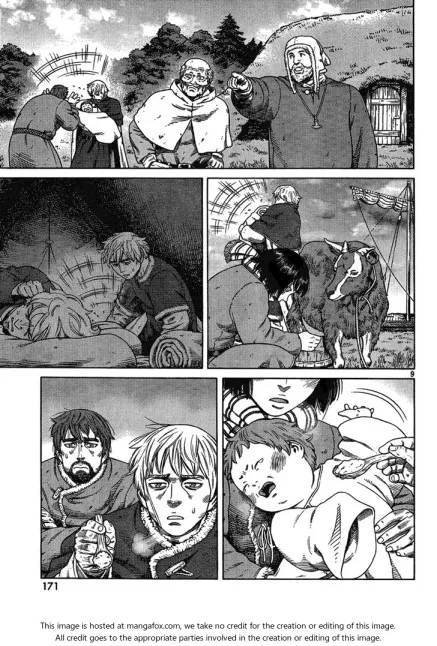 9
171
This image is hosted at mangafox.com, we take no credit for the creation or editing of this image.
All credit goes to the appropriate parties involved in the creation or editing of this image.